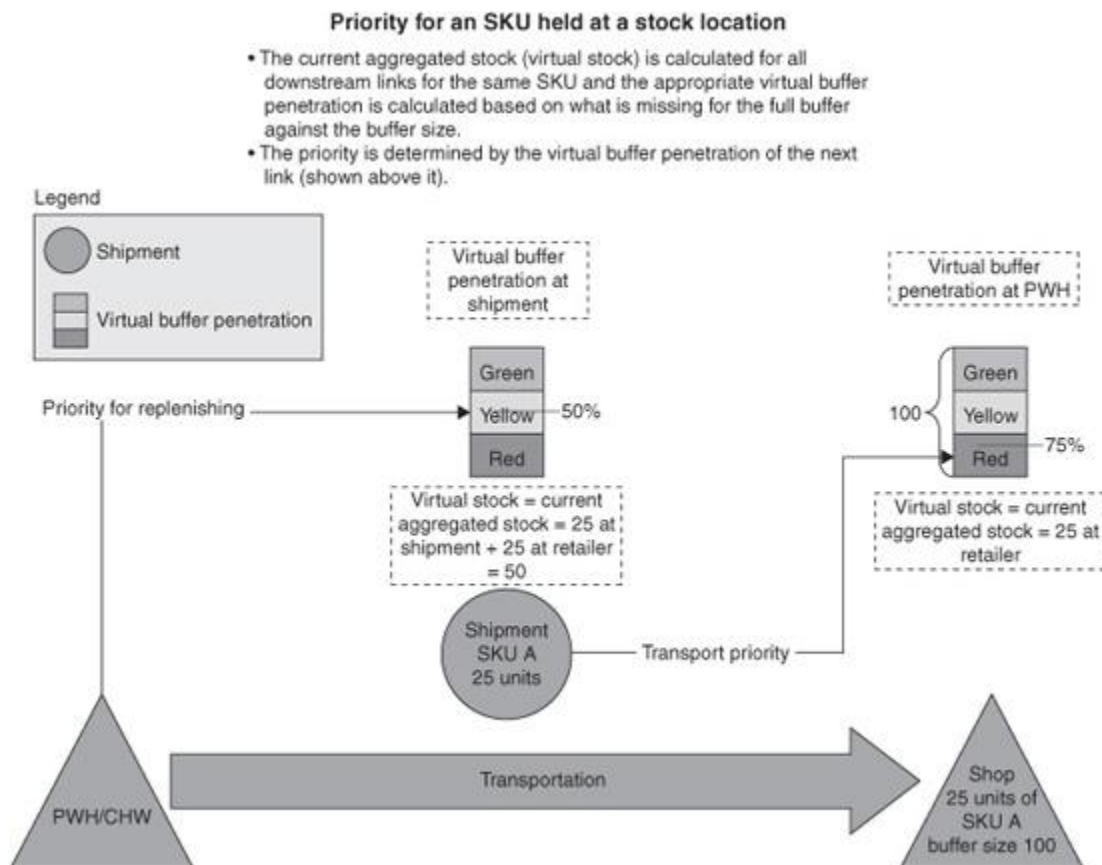 Priority for an SKU held at a stock location
• The current aggregated stock (virtual stock) is calculated for all
downstream links for the same SKU and the appropriate virtual buffer
penetration is calculated based on what is missing for the full buffer
against the buffer size.
• The priority is determined by the virtual buffer penetration of the next
link (shown above it).
Legend
Shipment
Virtual buffer penetration
Virtual buffer
penetration at
shipment
Virtual buffer
penetration at PWH
Priority for replenishing
Green
Yellow
Red
50%
100
Green
Yellow
Red
75%
Virtual stock = current
aggregated stock = 25 at
shipment + 25 at retailer
= 50
Virtual stock = current
aggregated stock = 25 at
retailer
Shipment
SKU A
25 units
Transport priority
PWH/CHW
Transportation
Shop
25 units of
SKU A
buffer size 100